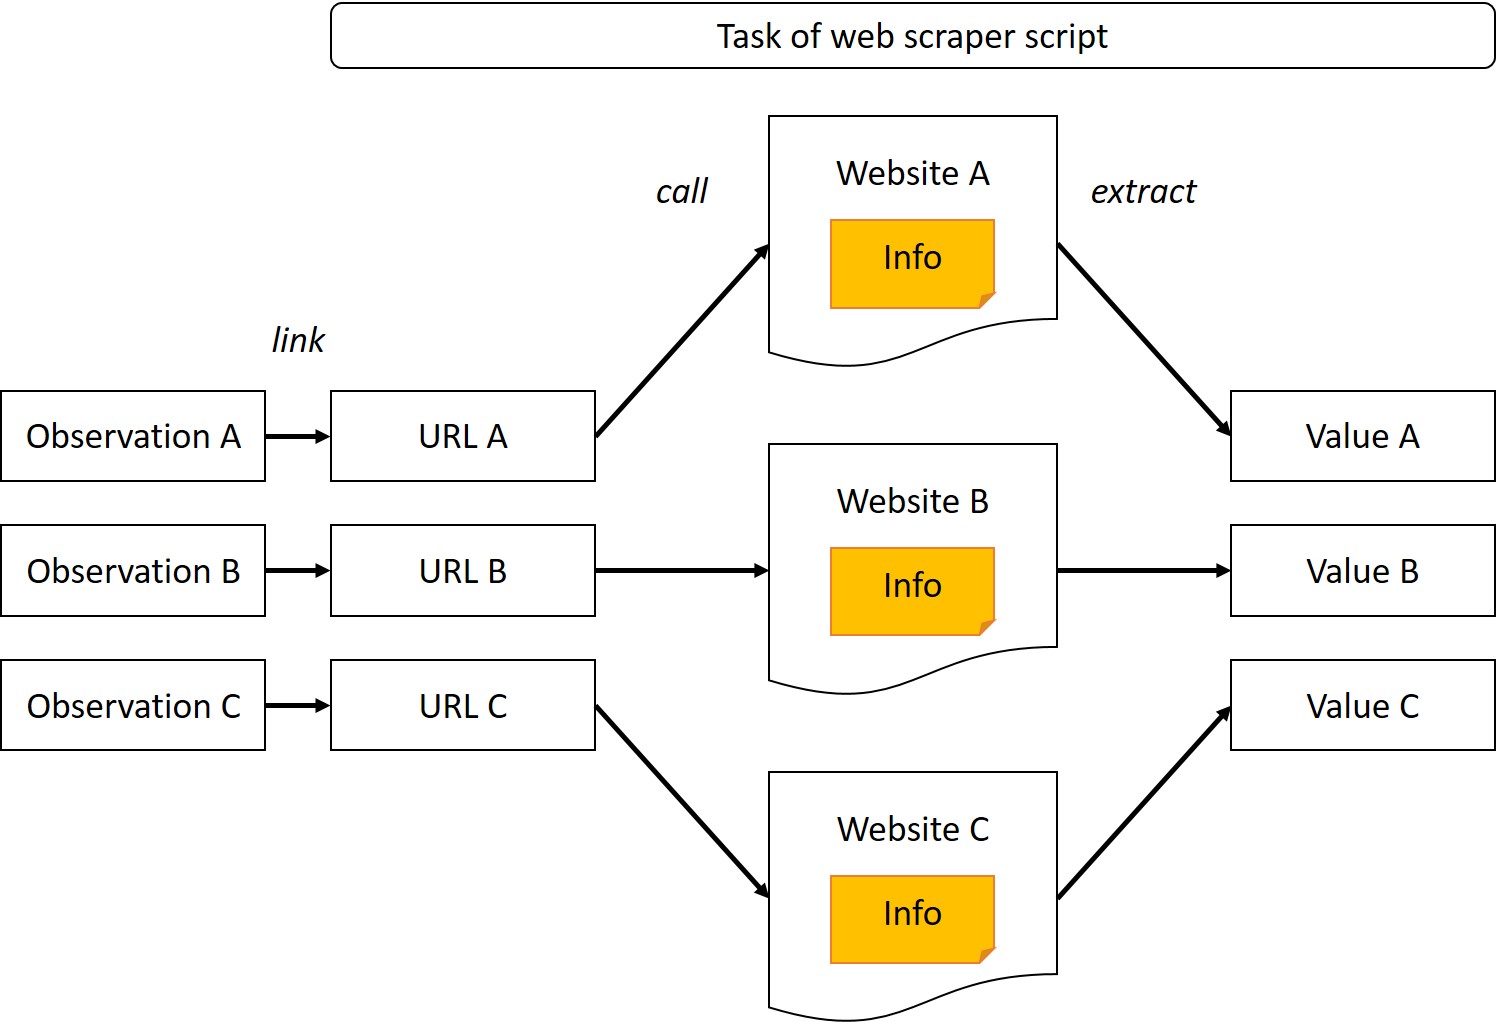 Task of web scraper script
call
Website A
extract
Info
link
Observation A
URL A
Value A
Website B
Observation B
URL B
Info
Value B
Observation C
URL C
Value C
Website C
Info